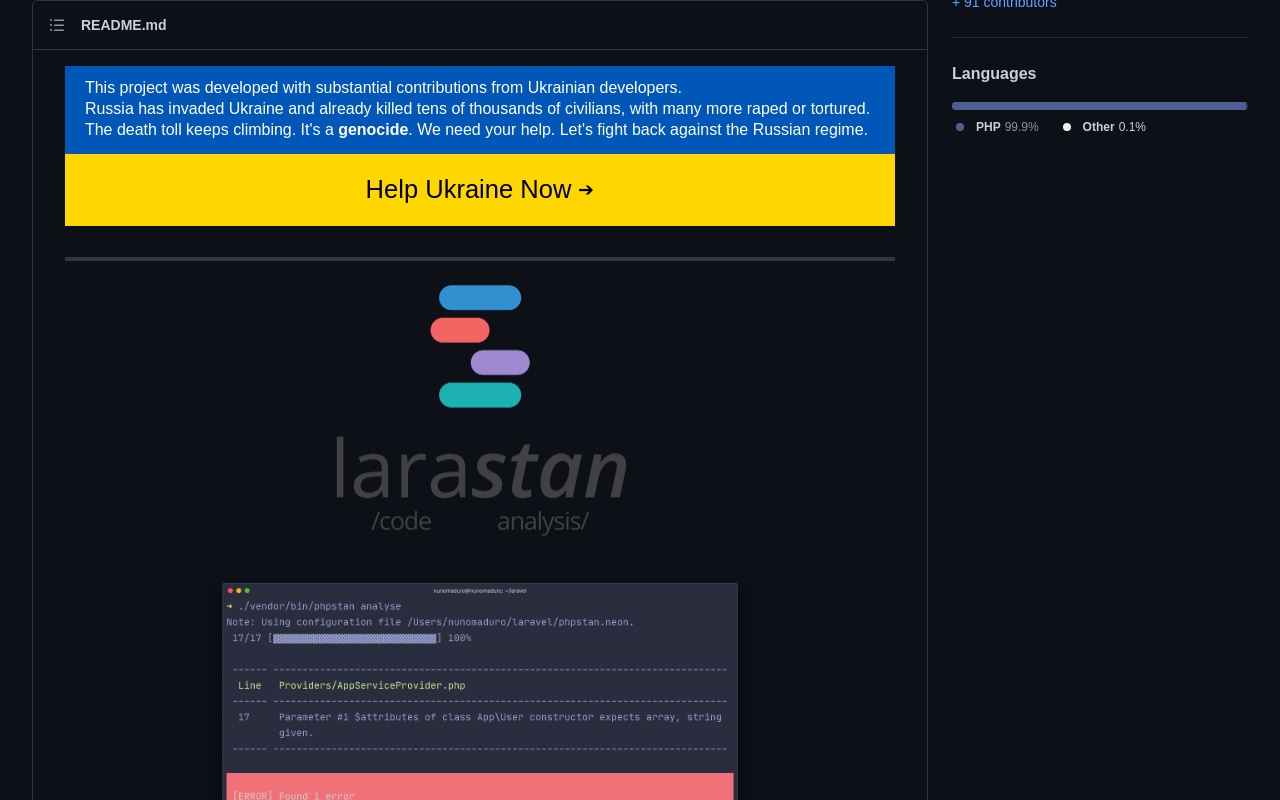 README.md
This project was developed with substantial contributions from Ukrainian developers.
Russia has invaded Ukraine and already killed tens of thousands of civilians, with many more raped or tortured.
The death toll keeps climbing. It's a genocide. We need your help. Let's fight back against the Russian regime.
Help Ukraine Now ➔
larastan
/code analysis/
nunomaduro@nunomaduro: ~/laravel
➜ ./vendor/bin/phpstan analyse
Note: Using configuration file /Users/nunomaduro/laravel/phpstan.neon.
17/17 [▓▓▓▓▓▓▓▓▓▓▓▓▓▓▓▓▓▓▓▓▓▓▓▓▓▓▓▓] 100%
------ -----------------------------------------------------------------------------
Line Providers/AppServiceProvider.php
------ -----------------------------------------------------------------------------
17 Parameter #1 $attributes of class App\User constructor expects array, string
given.
------ -----------------------------------------------------------------------------
[ERROR] Found 1 error
+ 91 contributors
Languages
PHP 99.9% Other 0.1%